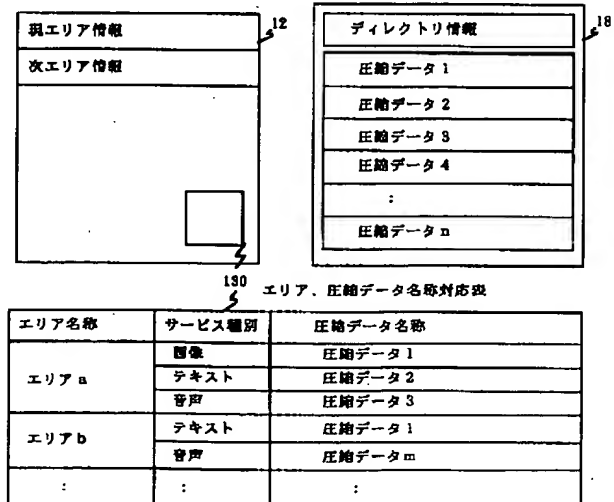 現エリア情報
次エリア情報
12
ディレクトリ情報
圧縮データ1
圧縮データ2
圧縮データ3
圧縮データ4
:
圧縮データn
18
130
エリア、圧縮データ名称対応表
エリア名称 サービス種別 圧縮データ名称
エリアa 画像 圧縮データ1
テキスト 圧縮データ2
音声 圧縮データ3
エリアb テキスト 圧縮データ1
音声 圧縮データm
: : :